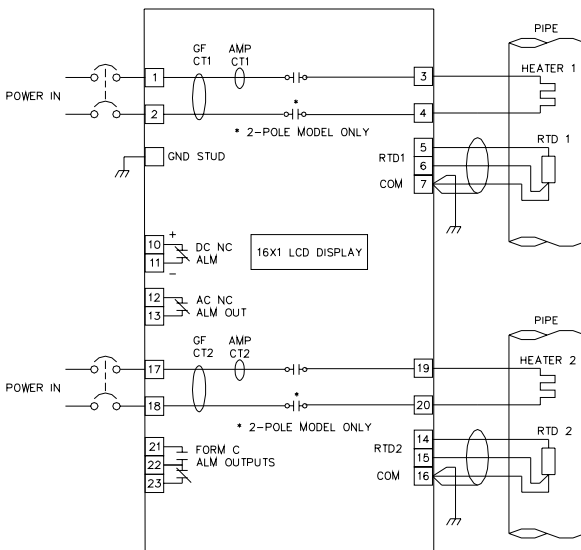 PIPE
GF
CT1
AMP
CT1
HEATER 1
1
3
POWER IN
2
*
4
* 2-POLE MODEL ONLY
RTD 1
5
GND STUD
RTD1
6
COM
7
+
10
DC NC
ALM
11
−
16X1 LCD DISPLAY
12
AC NC
ALM OUT
13
PIPE
GF
CT2
AMP
CT2
HEATER 2
17
19
POWER IN
18
*
20
* 2-POLE MODEL ONLY
RTD 2
21
FORM C
ALM OUTPUTS
22
23
14
RTD2
15
COM
16